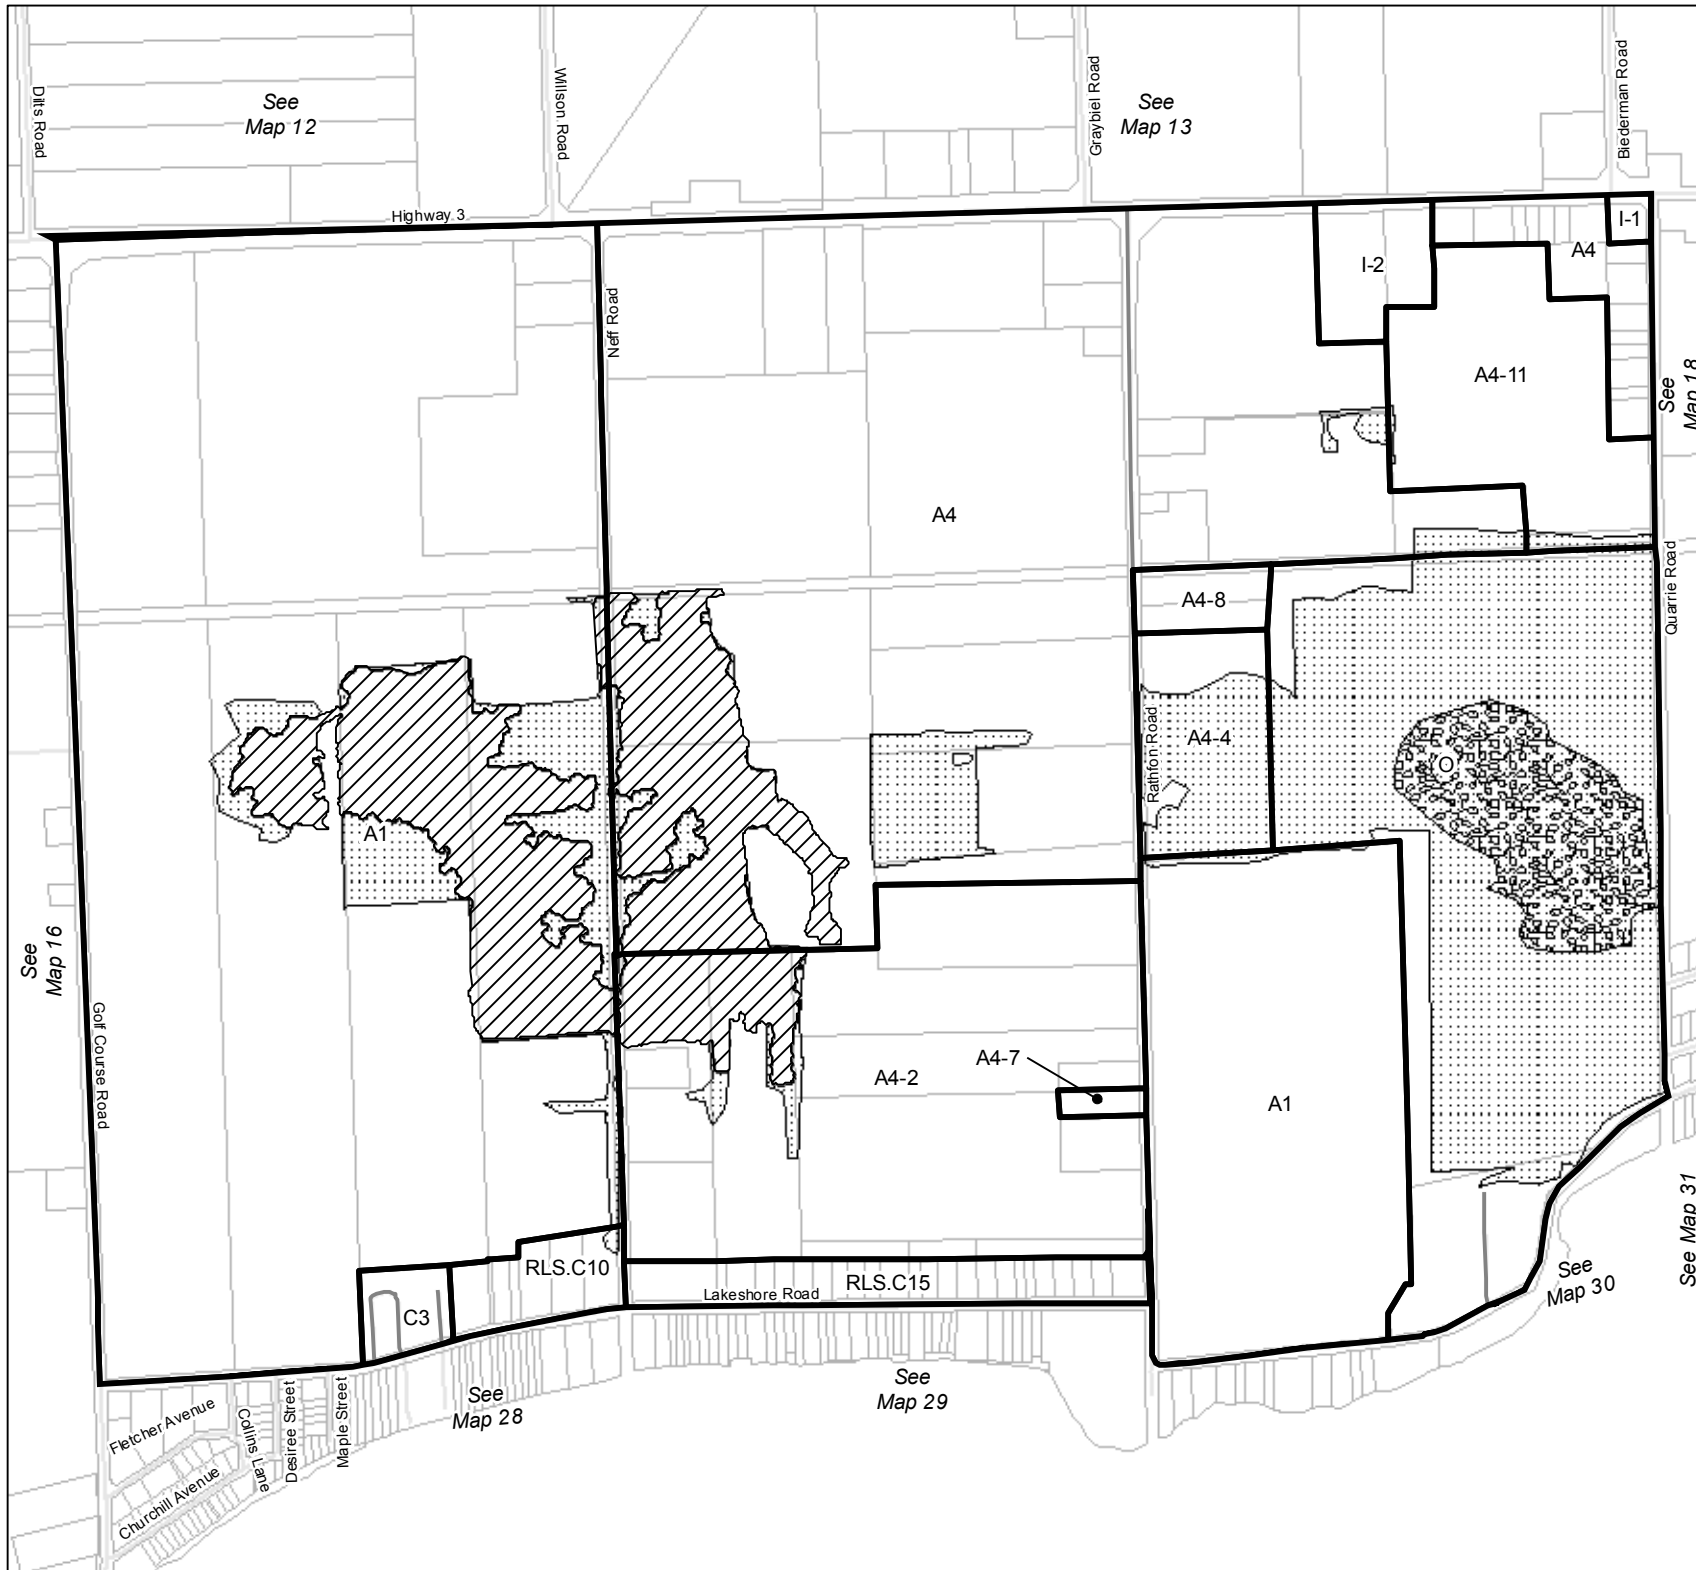 Dilts Road
See
Map 12
Willson Road
Graybiel Road
See
Map 13
Biederman Road
Highway 3
I-1
A4
I-2
Neff Road
A4-11
See
Map 18
A4
Quarrie Road
A4-8
Rathfon Road
A4-4
O
A1
See
Map 16
Golf Course Road
A4-7
A4-2
A1
See Map 31
RLS.C10
RLS.C15
Lakeshore Road
C3
See
Map 30
See
Map 28
See
Map 29
Fletcher Avenue
Collins Lane
Desiree Street
Maple Street
Churchill Avenue